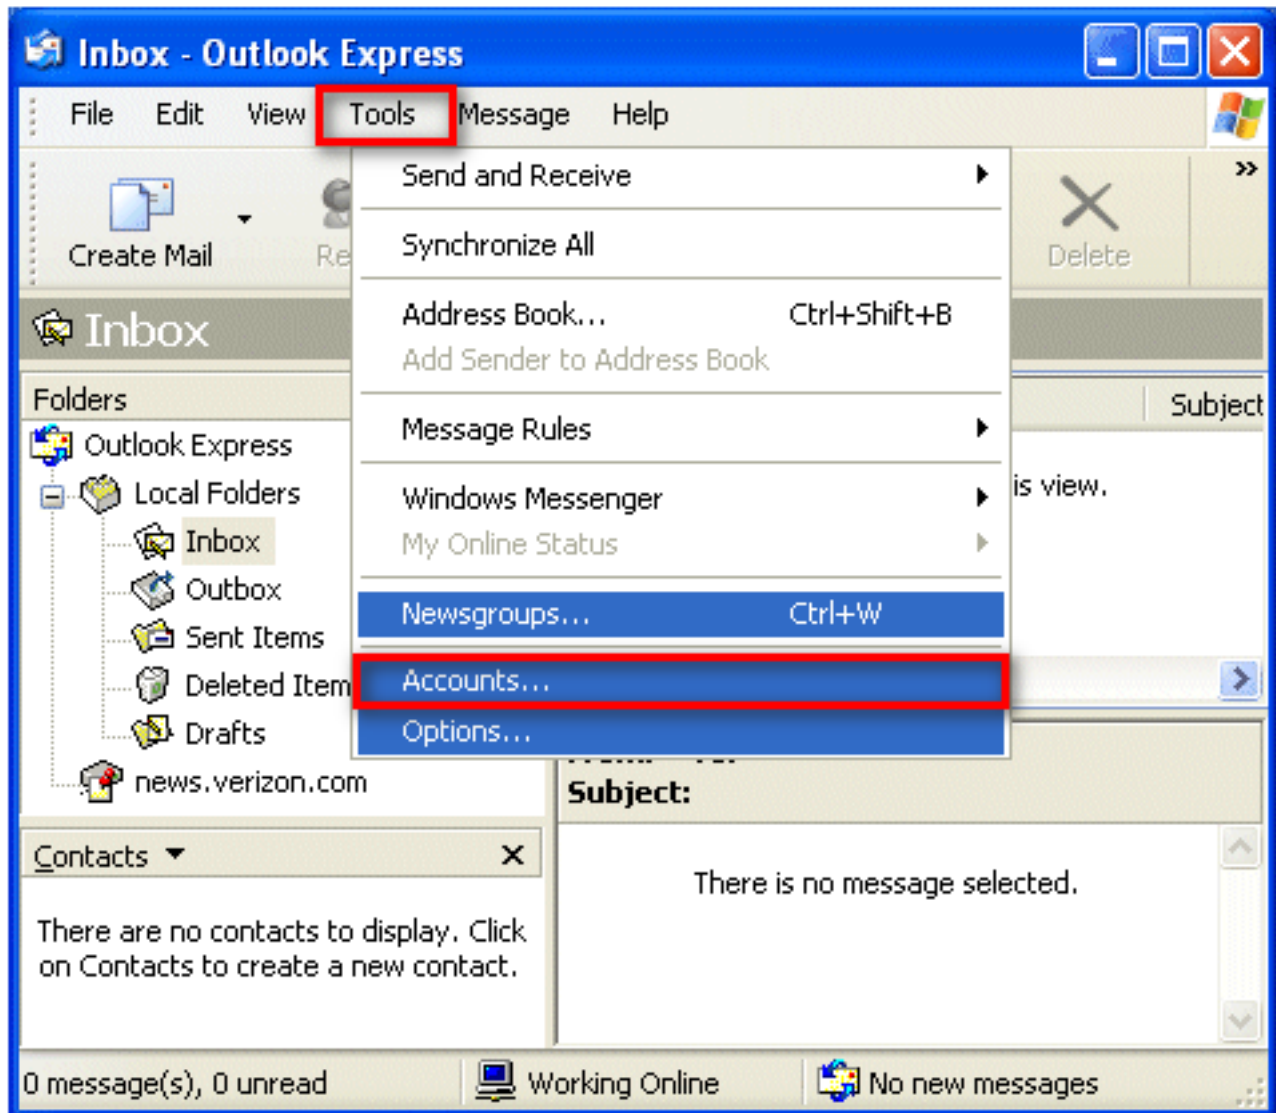 Inbox - Outlook Express
File Edit View Tools Message Help
Send and Receive
Synchronize All
Address Book... Ctrl+Shift+B
Add Sender to Address Book
Message Rules
Windows Messenger
My Online Status
Newsgroups... Ctrl+W
Accounts...
Options...
Create Mail
Re
Delete
Inbox
Folders
Outlook Express
Local Folders
Inbox
Outbox
Sent Items
Deleted Item
Drafts
news.verizon.com
Subject
is view.
Subject:
There is no message selected.
Contacts
There are no contacts to display. Click
on Contacts to create a new contact.
0 message(s), 0 unread
Working Online
No new messages